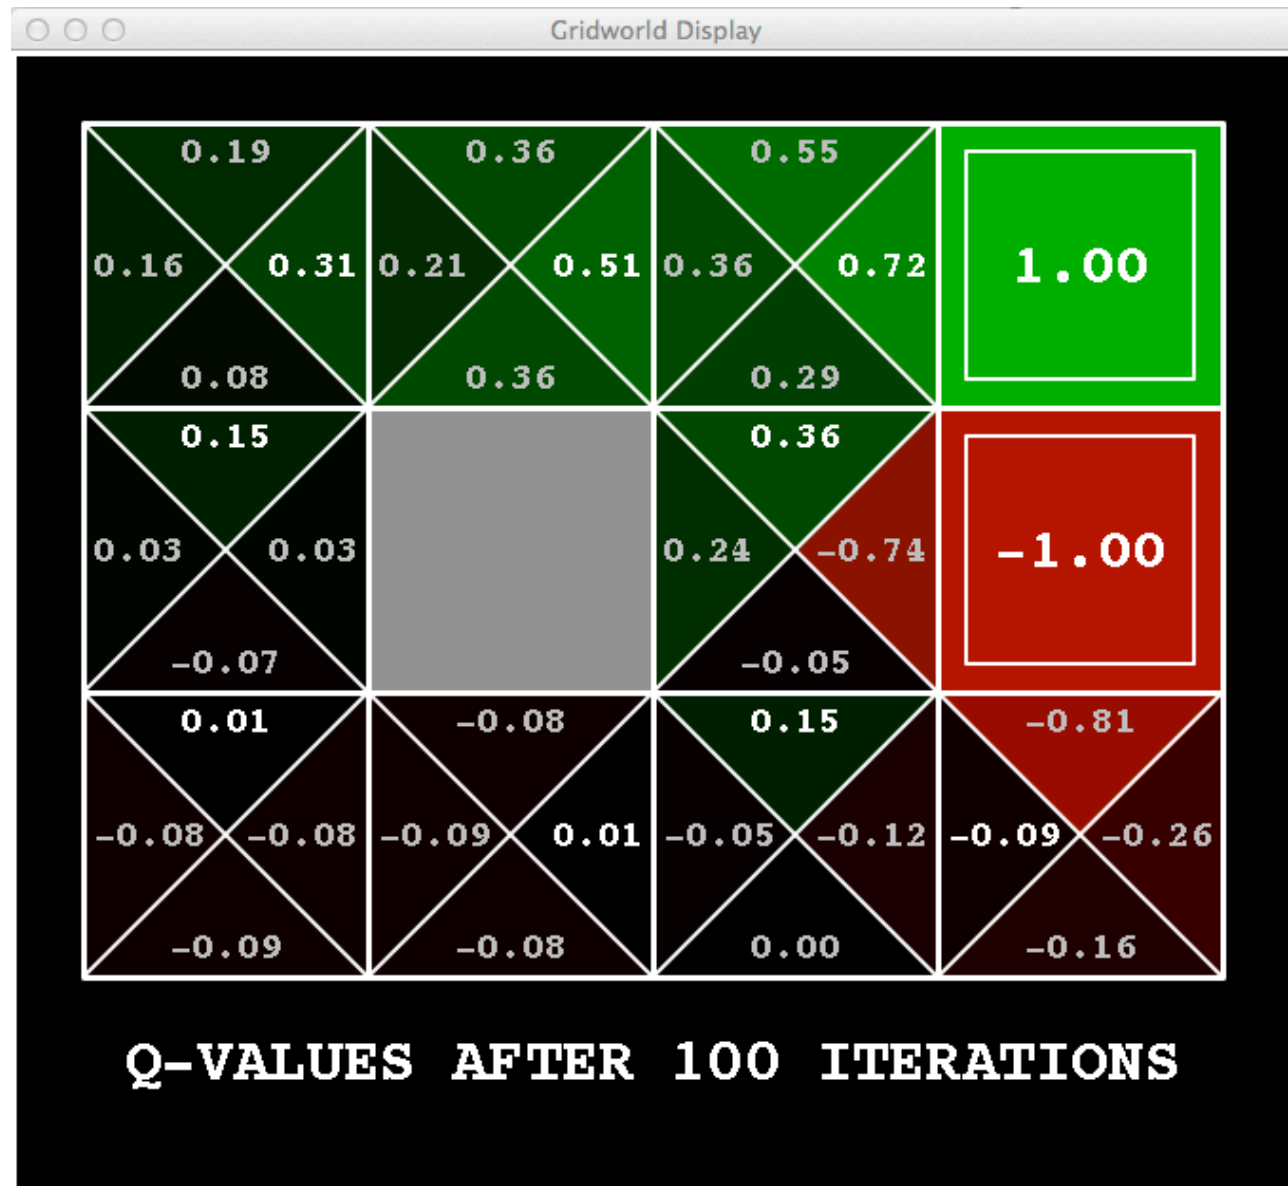 Gridworld Display
0.19 0.36 0.55
0.16 0.31 0.21 0.51 0.36 0.72 1.00
0.08 0.36 0.29
0.15 0.36
0.03 0.03 0.24 -0.74 -1.00
-0.07 -0.05
0.01 -0.08 0.15 -0.81
-0.08 -0.08 -0.09 0.01 -0.05 -0.12 -0.09 -0.26
-0.09 -0.08 0.00 -0.16
Q-VALUES AFTER 100 ITERATIONS